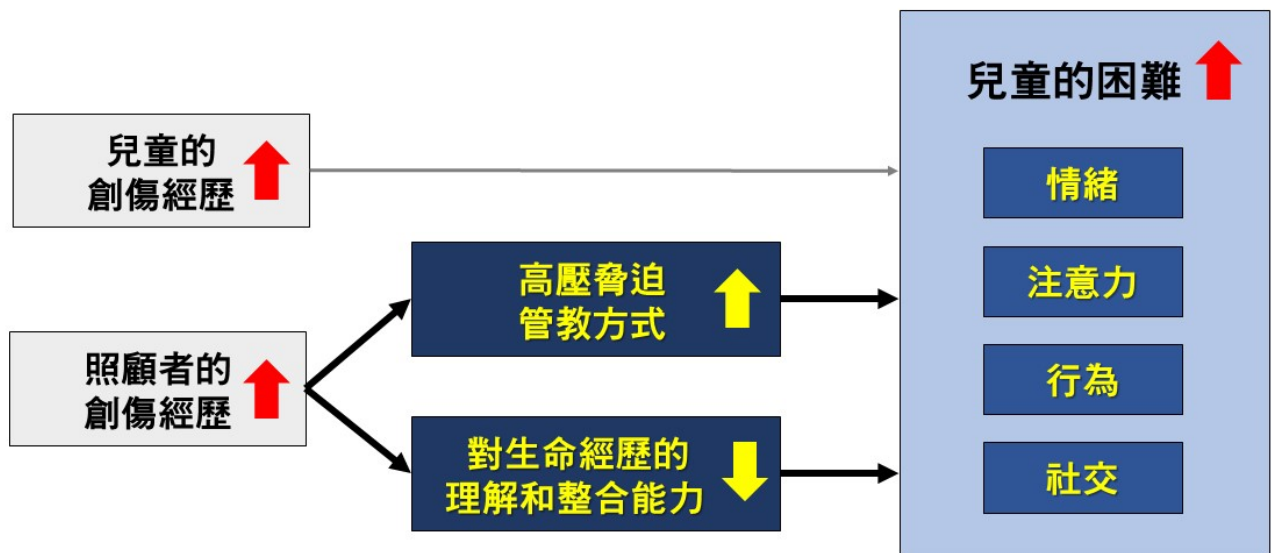 兒童的
創傷經歷
照顧者的
創傷經歷
高壓脅迫
管教方式
對生命經歷的
理解和整合能力
兒童的困難
情緒
注意力
行為
社交